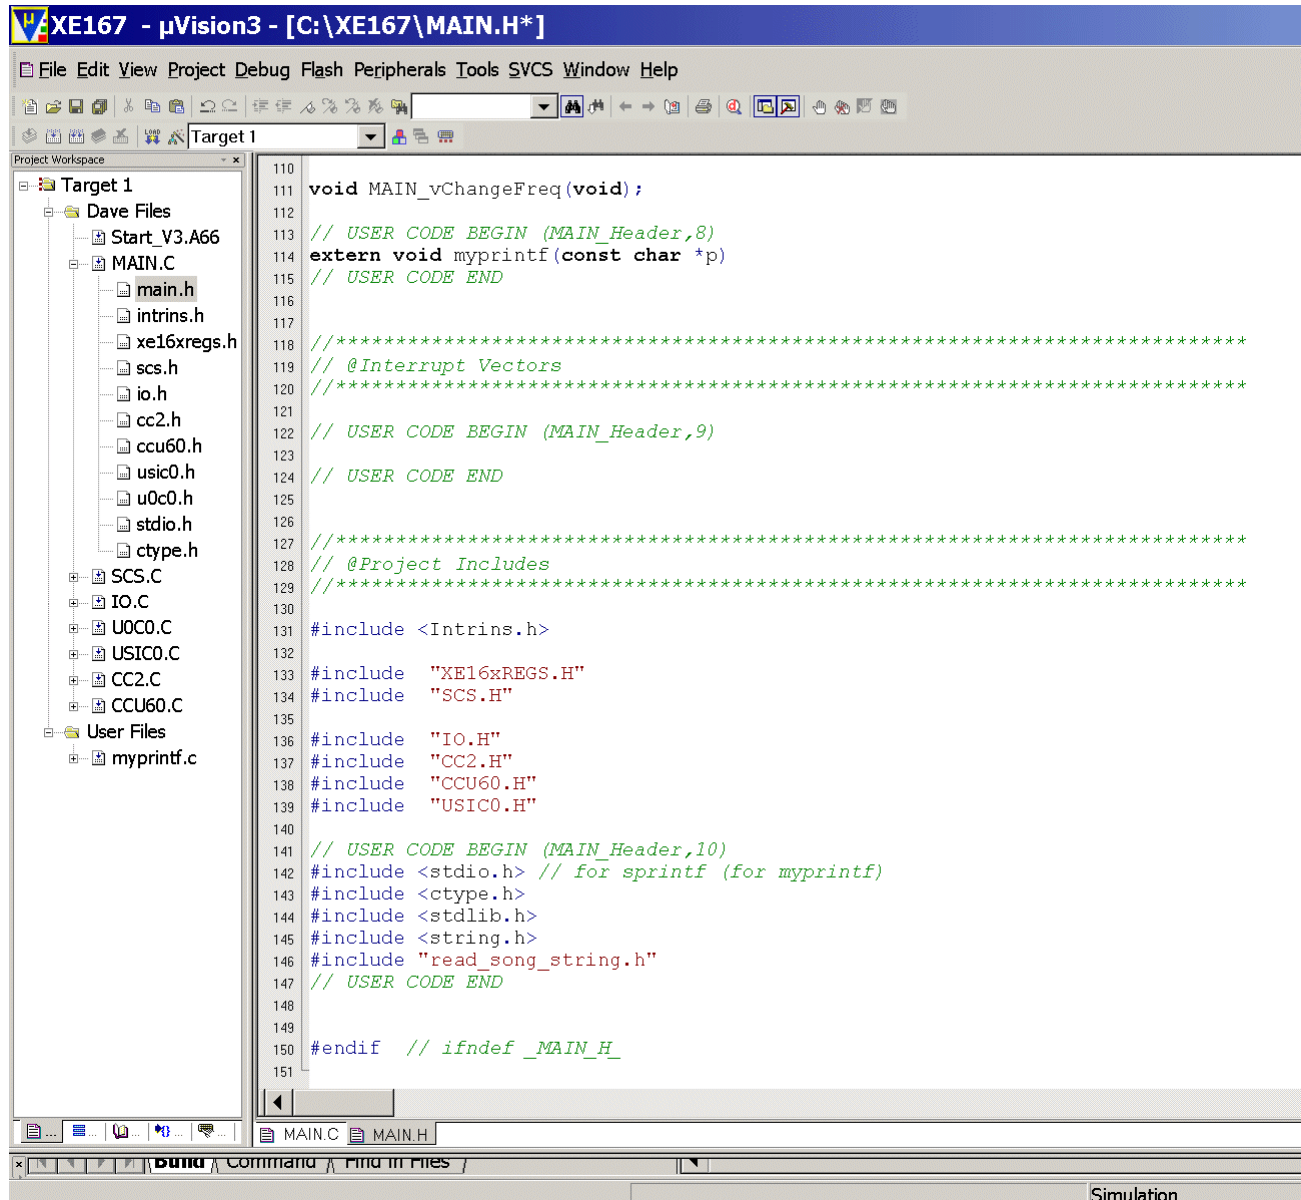 XE167 - µVision3 - [C:\XE167\MAIN.H*]
File Edit View Project Debug Flash Peripherals Tools SVCS Window Help
Target 1
Project Workspace
Target 1
Dave Files
Start_V3.A66
MAIN.C
main.h
intrins.h
xe16xregs.h
scs.h
io.h
cc2.h
ccu60.h
usic0.h
u0c0.h
stdio.h
ctype.h
SCS.C
IO.C
U0C0.C
USIC0.C
CC2.C
CCU60.C
User Files
myprintf.c
110
111 void MAIN_vChangeFreq(void);
112
113 // USER CODE BEGIN (MAIN_Header,8)
114 extern void myprintf(const char *p)
115 // USER CODE END
116
117
118 //****************************************************************************
119 // @Interrupt Vectors
120 //****************************************************************************
121
122 // USER CODE BEGIN (MAIN_Header,9)
123
124 // USER CODE END
125
126
127 //****************************************************************************
128 // @Project Includes
129 //****************************************************************************
130
131 #include <Intrins.h>
132
133 #include  "XE16xREGS.H"
134 #include  "SCS.H"
135
136 #include  "IO.H"
137 #include  "CC2.H"
138 #include  "CCU60.H"
139 #include  "USIC0.H"
140
141 // USER CODE BEGIN (MAIN_Header,10)
142 #include <stdio.h> // for sprintf (for myprintf)
143 #include <ctype.h>
144 #include <stdlib.h>
145 #include <string.h>
146 #include "read_song_string.h"
147 // USER CODE END
148
149
150 #endif  // ifndef _MAIN_H_
151
MAIN.C MAIN.H
Build Command Find in Files
Simulation